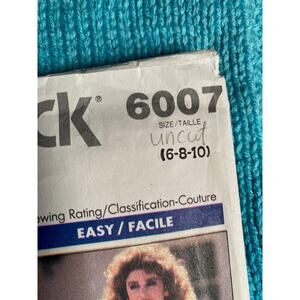 ck® 6007
SIZE/TAILLE
uncut
(6-8-10)
ewing Rating/Classification-Couture
EASY / FACILE